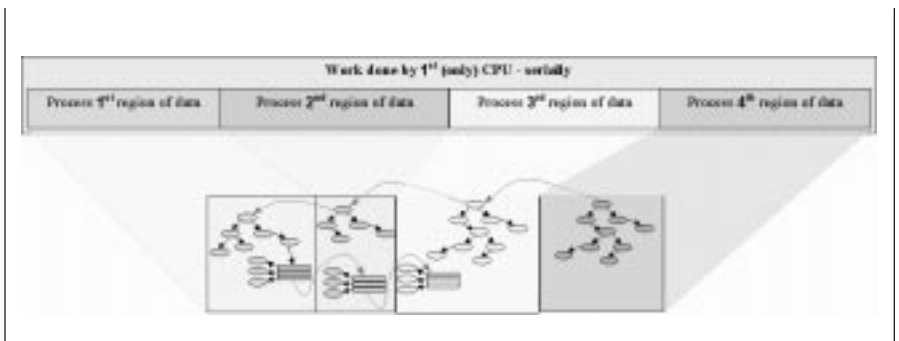 Work done by 1st (only) CPU - serially
Process 1st region of data
Process 2nd region of data
Process 3rd region of data
Process 4th region of data